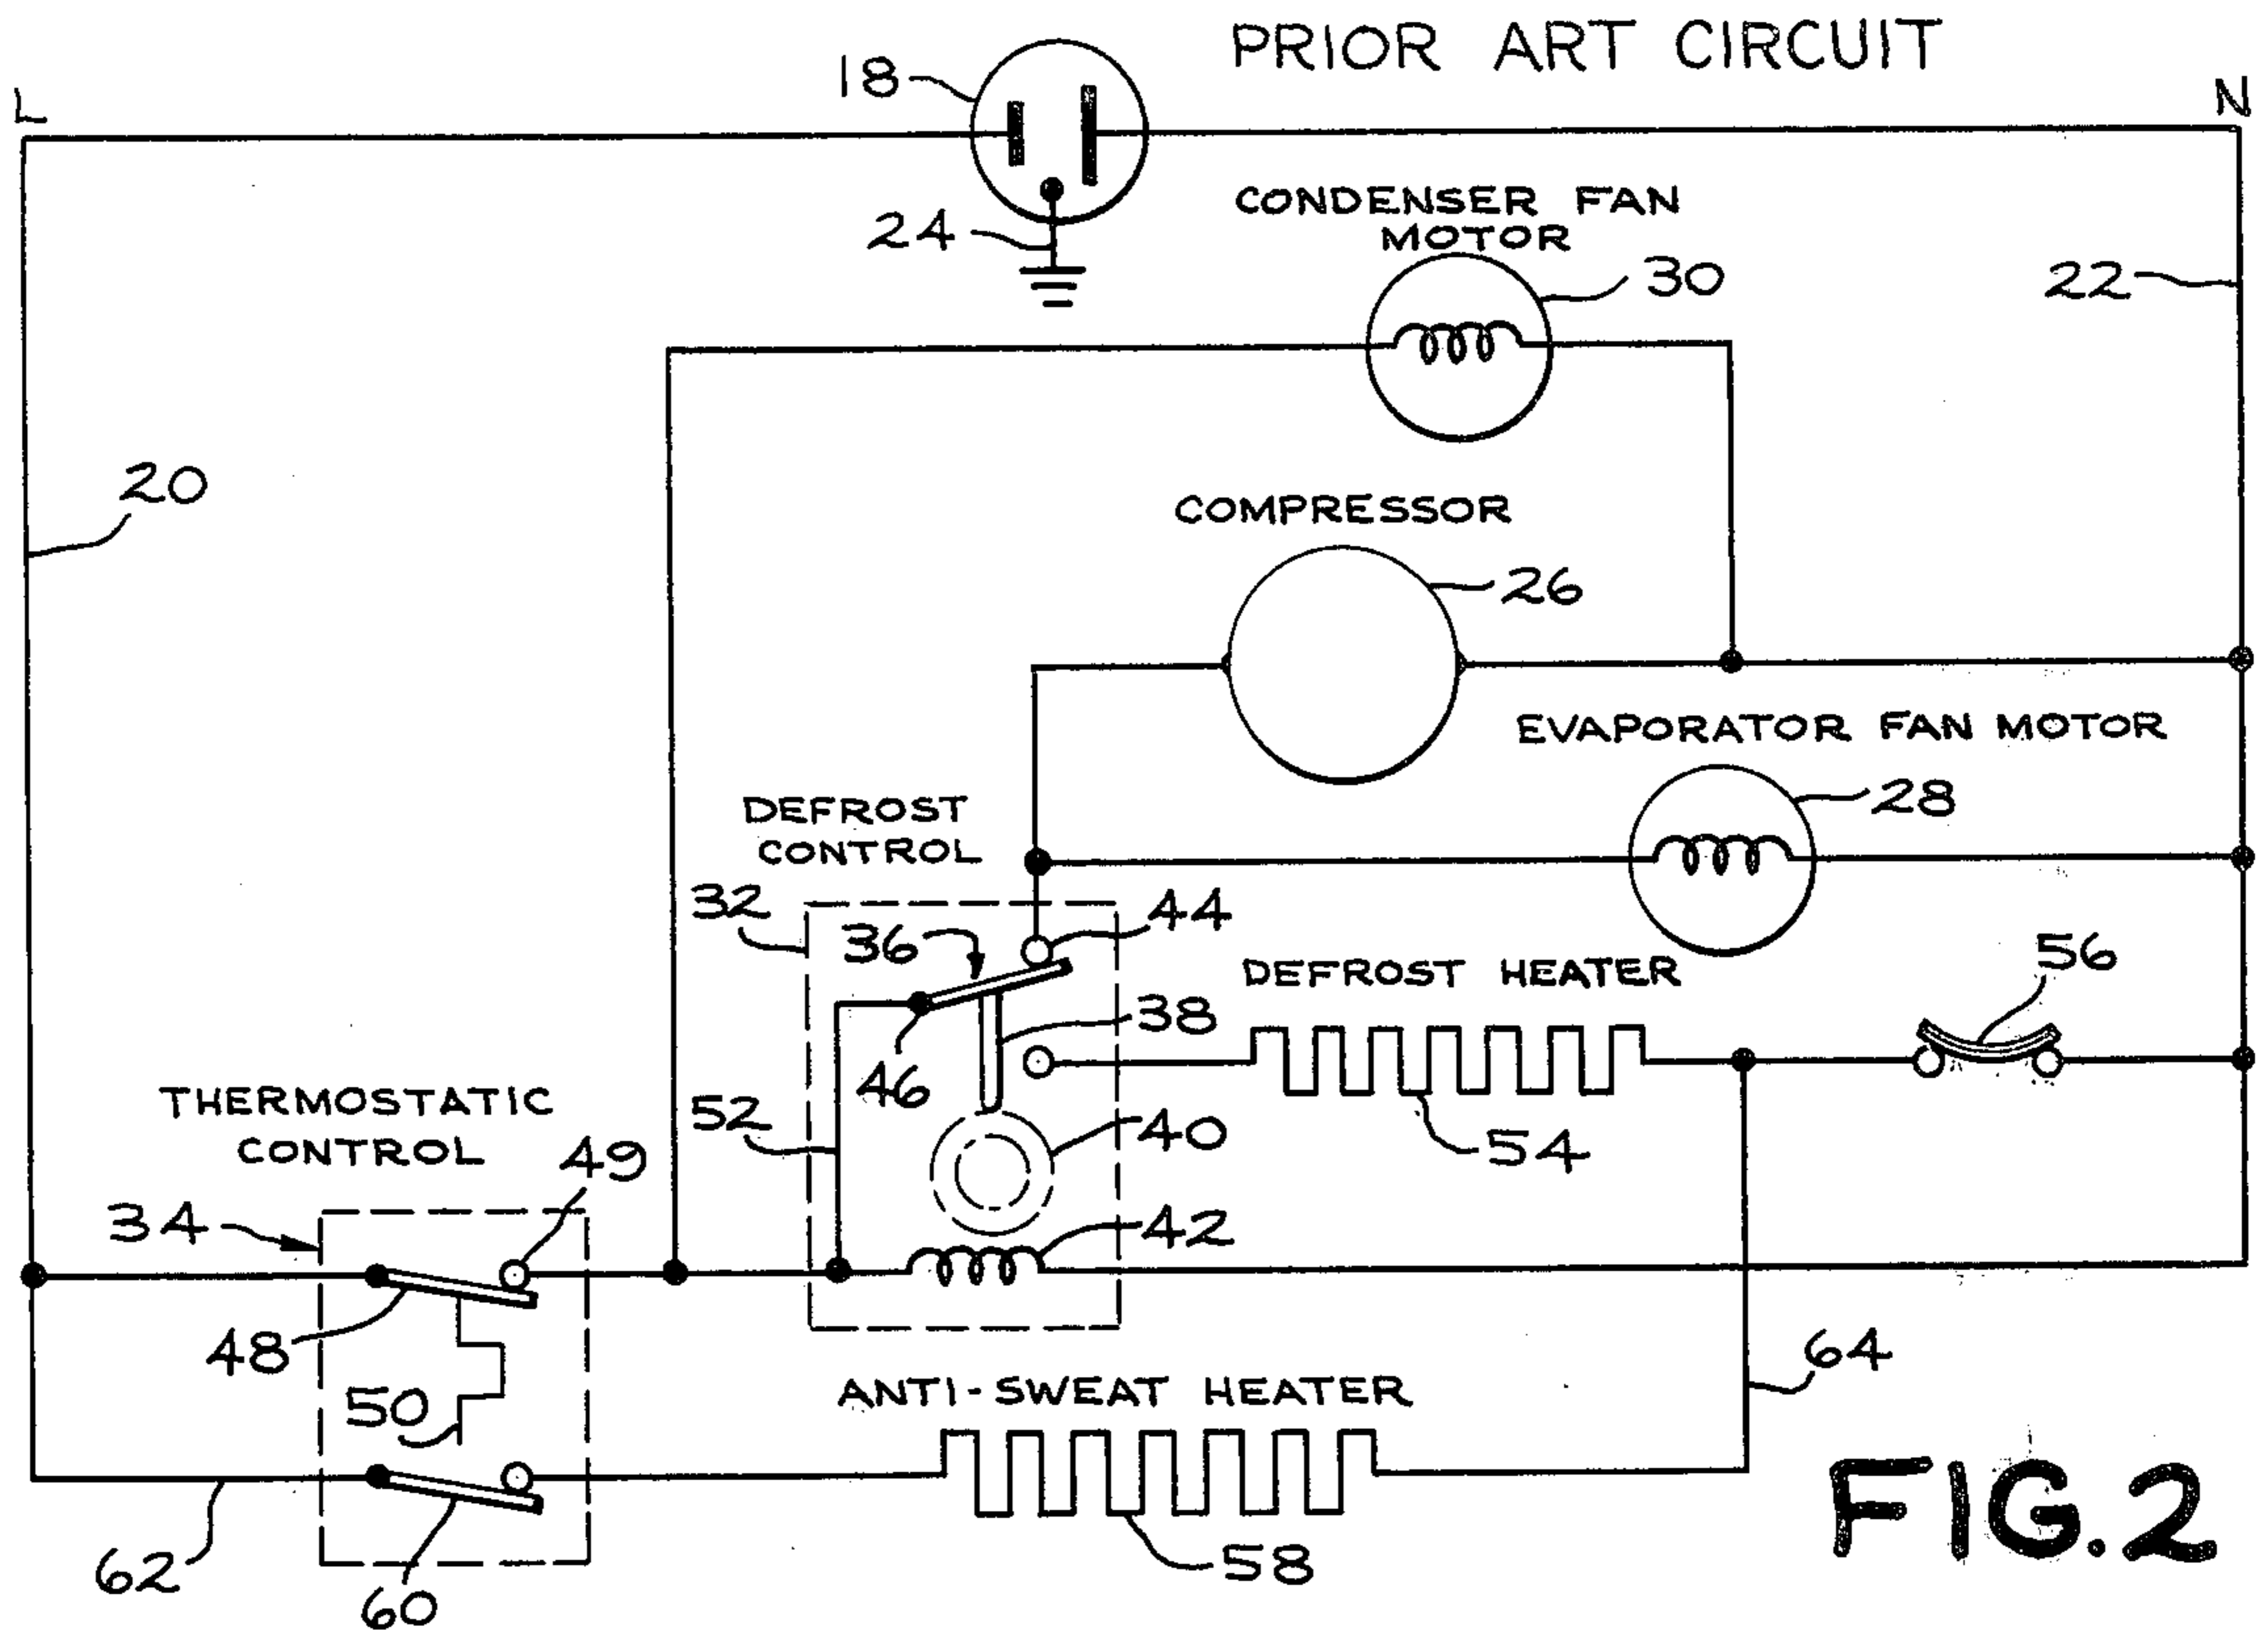 PRIOR ART CIRCUIT
18
L
N
24
CONDENSER FAN
MOTOR
30
22
20
COMPRESSOR
26
EVAPORATOR FAN MOTOR
28
DEFROST
CONTROL
32
36
44
DEFROST HEATER
56
38
46
52
40
54
THERMOSTATIC
CONTROL
49
34
42
48
50
ANTI-SWEAT HEATER
64
58
62
60
FIG.2